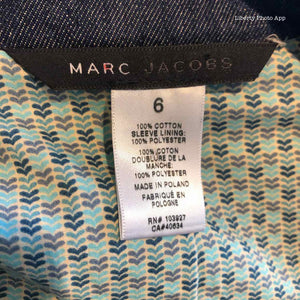 Liberty Photo App
MARC JACOBS
6
100% COTTON
SLEEVE LINING:
100% POLYESTER
100% COTON
DOUBLURE DE LA
MANCHE:
100% POLYESTER
MADE IN POLAND
FABRIQUÉ EN
POLOGNE
RN# 103927
CA#40634